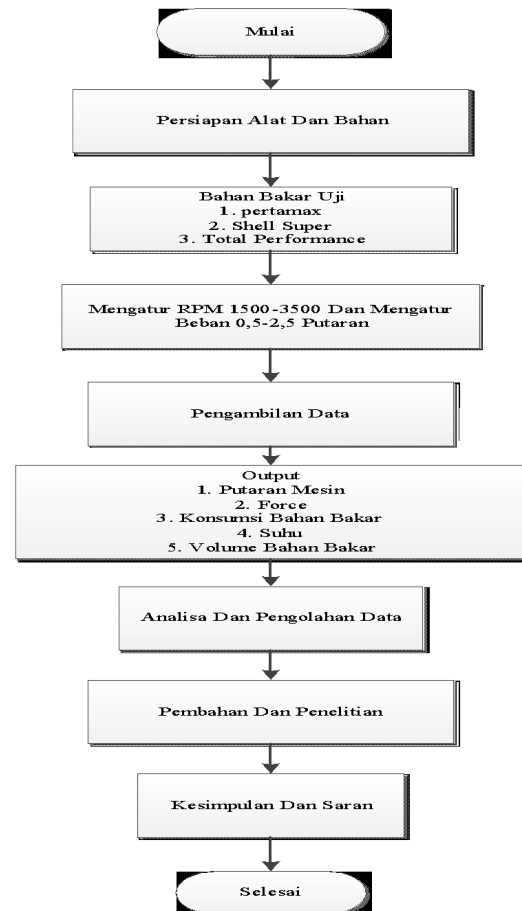 Mulai
Persiapan Alat Dan Bahan
Bahan Bakar Uji
1. pertamax
2. Shell Super
3. Total Performance
Mengatur RPM 1500-3500 Dan Mengatur
Beban 0,5-2,5 Putaran
Pengambilan Data
Output
1. Putaran Mesin
2. Force
3. Konsumsi Bahan Bakar
4. Suhu
5. Volume Bahan Bakar
Analisa Dan Pengolahan Data
Pembahan Dan Penelitian
Kesimpulan Dan Saran
Selesai